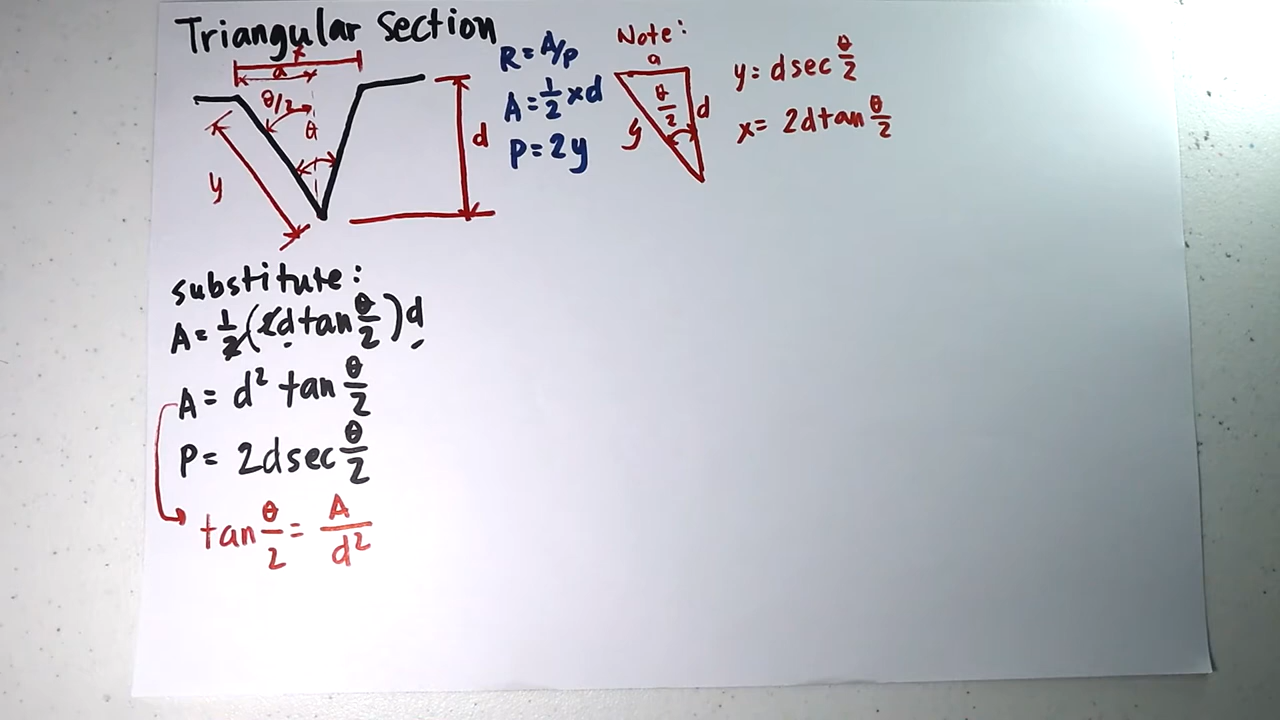 Triangular section
x
a
θ/2
θ
y
d
R = A/P
A = 1/2 xd
P = 2y
Note:
a
θ/2
d
y
y = d sec θ/2
x = 2d tan θ/2
substitute:
A = 1/2 (2d tan θ/2) d
A = d² tan θ/2
P = 2d sec θ/2
tan θ/2 = A/d²